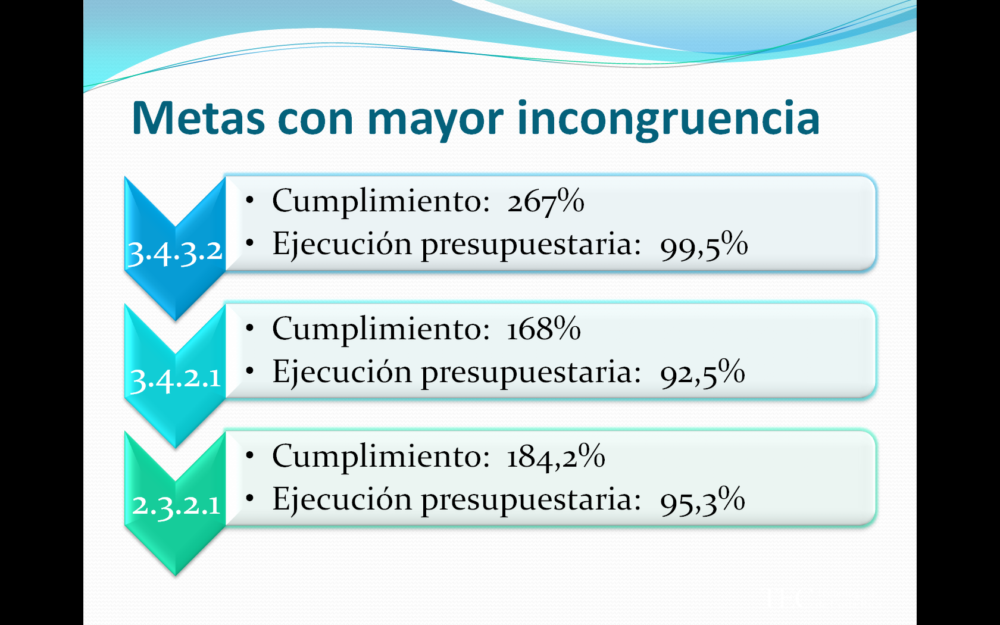 Metas con mayor incongruencia
3.4.3.2
• Cumplimiento: 267%
• Ejecución presupuestaria: 99,5%
3.4.2.1
• Cumplimiento: 168%
• Ejecución presupuestaria: 92,5%
2.3.2.1
• Cumplimiento: 184,2%
• Ejecución presupuestaria: 95,3%